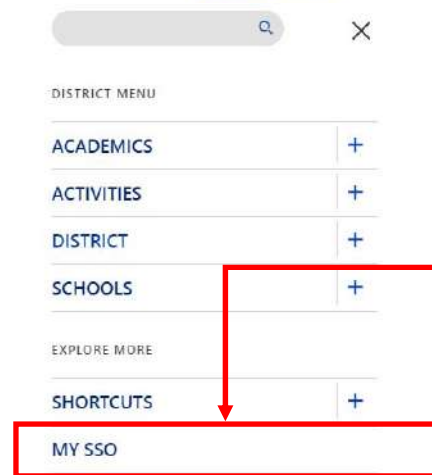 DISTRICT MENU
ACADEMICS +
ACTIVITIES +
DISTRICT +
SCHOOLS +
EXPLORE MORE
SHORTCUTS +
MY SSO